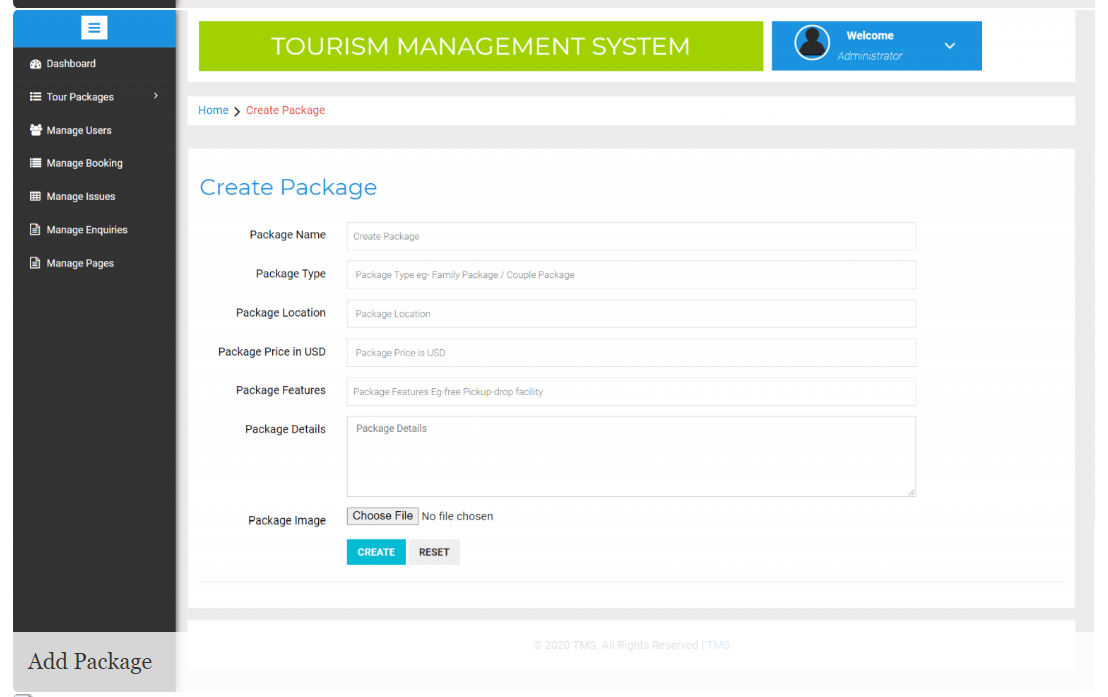 TOURISM MANAGEMENT SYSTEM
Welcome
Administrator
Dashboard
Tour Packages
Manage Users
Manage Booking
Manage Issues
Manage Enquiries
Manage Pages
Home > Create Package
Create Package
Package Name Create Package
Package Type Package Type eg- Family Package / Couple Package
Package Location Package Location
Package Price in USD Package Price is USD
Package Features Package Features Eg-free Pickup-drop facility
Package Details Package Details
Package Image Choose File No file chosen
CREATE RESET
© 2020 TMS. All Rights Reserved | TMS
Add Package